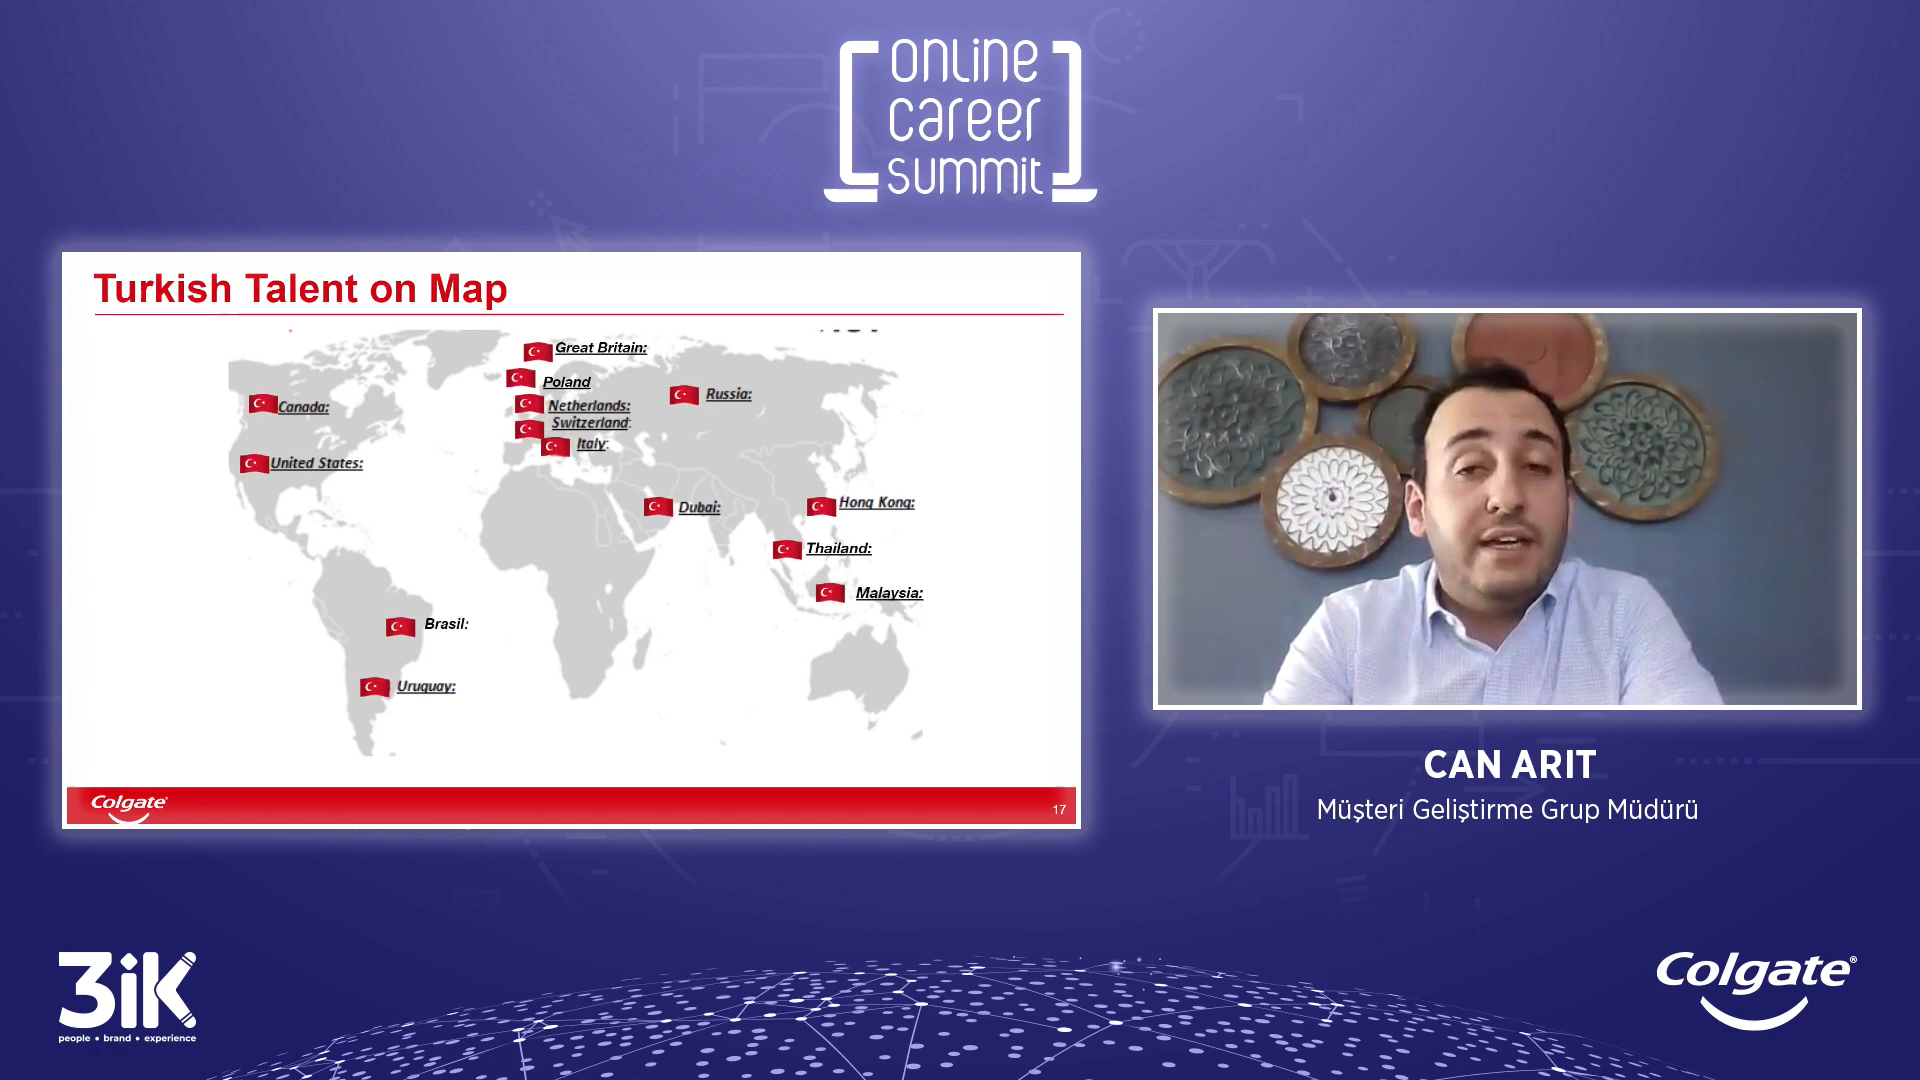 online
career
summit
Turkish Talent on Map
Great Britain:
Poland
Russia:
Netherlands:
Canada:
Switzerland:
Italy:
United States:
Dubai:
Hong Kong:
Thailand:
Malaysia:
Brasil:
Uruguay:
Colgate
17
CAN ARIT
Müşteri Geliştirme Grup Müdürü
3iK
people • brand • experience
Colgate®